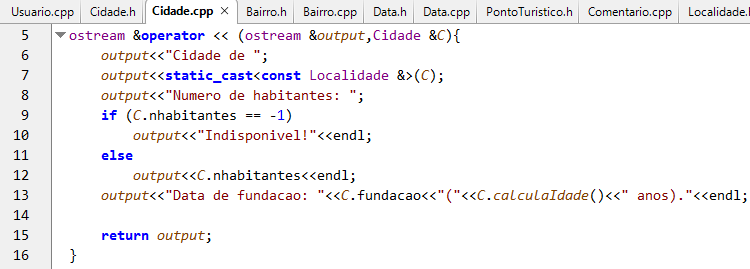 Usuario.cpp Cidade.h Cidade.cpp × Bairro.h Bairro.cpp Data.h Data.cpp PontoTuristico.h Comentario.cpp Localidade.h
5 ostream &operator << (ostream &output,Cidade &C){
6 output<<"Cidade de ";
7 output<<static_cast<const Localidade &>(C);
8 output<<"Numero de habitantes: ";
9 if (C.nhabitantes == -1)
10 output<<"Indisponivel!"<<endl;
11 else
12 output<<C.nhabitantes<<endl;
13 output<<"Data de fundacao: "<<C.fundacao<<"("<<C.calculaIdade()<<" anos)."<<endl;
14
15 return output;
16 }